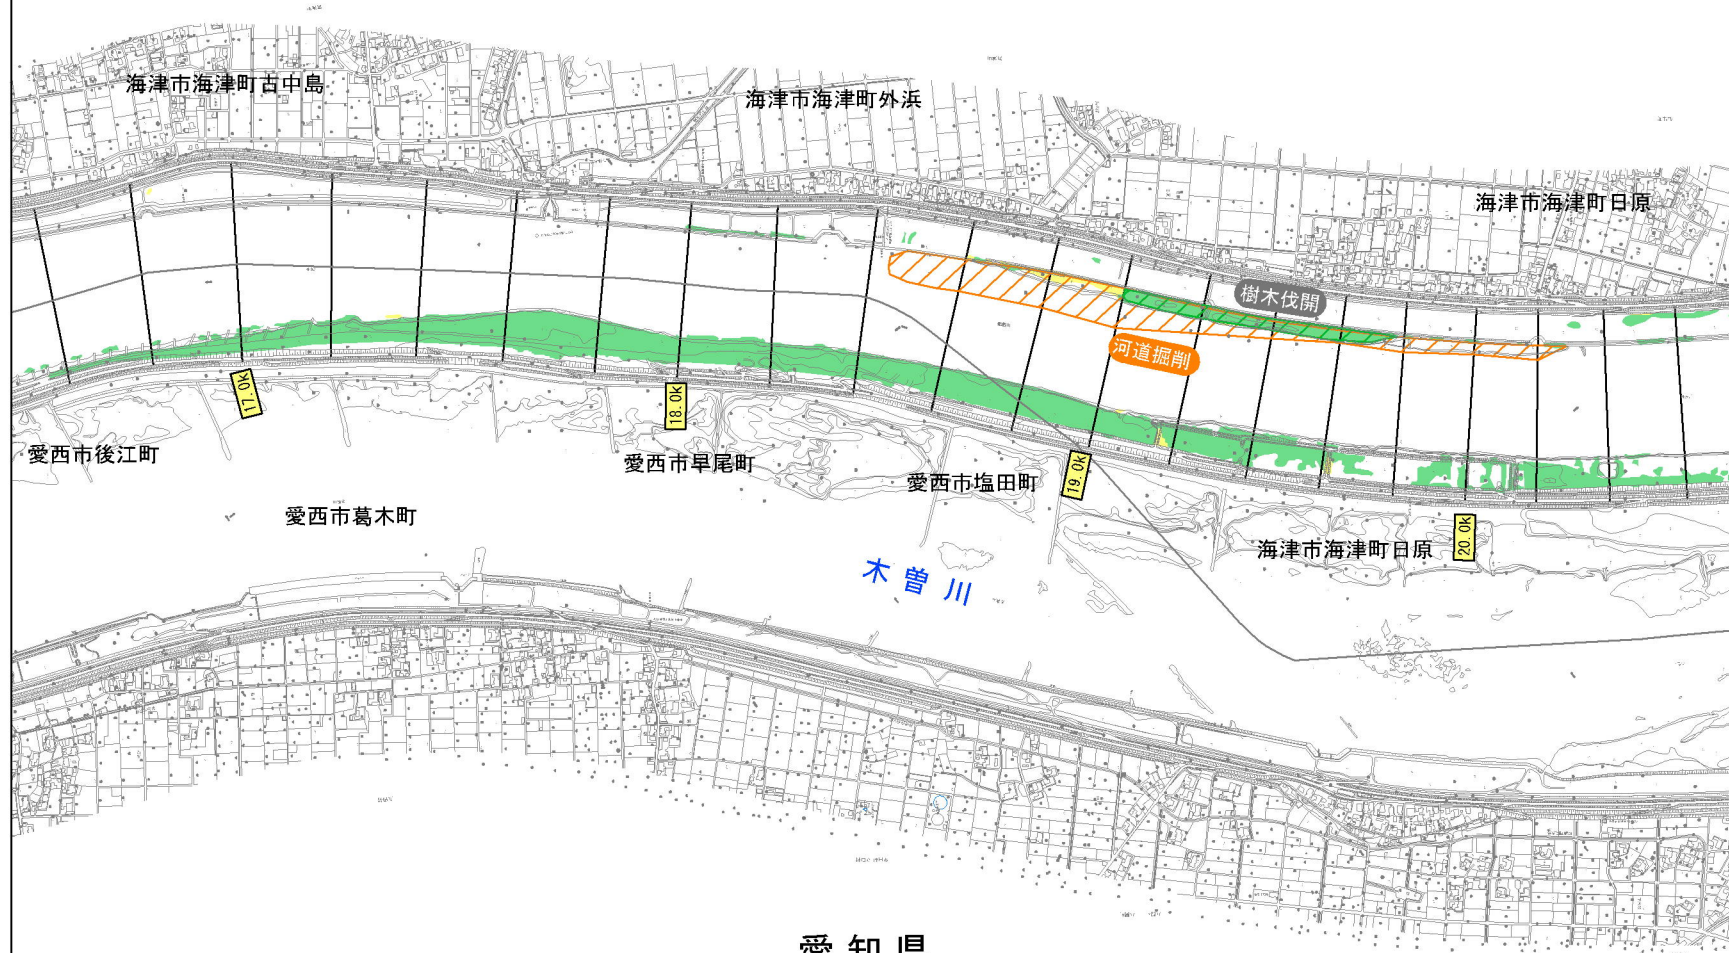 海津市海津町古中島
海津市海津町外浜
海津市海津町日原
樹木伐開
河道掘削
17.0k
18.0k
19.0k
20.0k
愛西市後江町
愛西市早尾町
愛西市塩田町
愛西市葛木町
海津市海津町日原
木曽川
愛知県